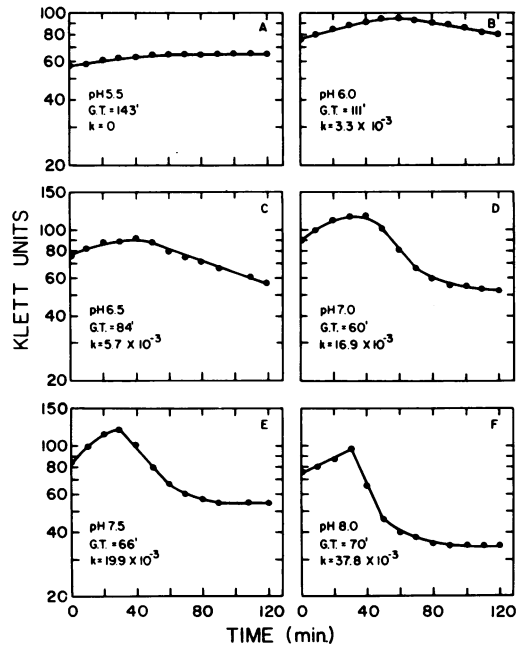 100
80
60
40
20
A
pH 5.5
G.T. = 143'
k = 0
B
pH 6.0
G.T. = 111'
k = 3.3 X 10⁻³
150
100
80
60
40
20
C
pH 6.5
G.T. = 84'
k = 5.7 X 10⁻³
D
pH 7.0
G.T. = 60'
k = 16.9 X 10⁻³
KLETT UNITS
150
100
80
60
40
20
E
pH 7.5
G.T. = 66'
k = 19.9 X 10⁻³
F
pH 8.0
G.T. = 70'
k = 37.8 X 10⁻³
0 40 80 120 0 40 80 120
TIME (min.)